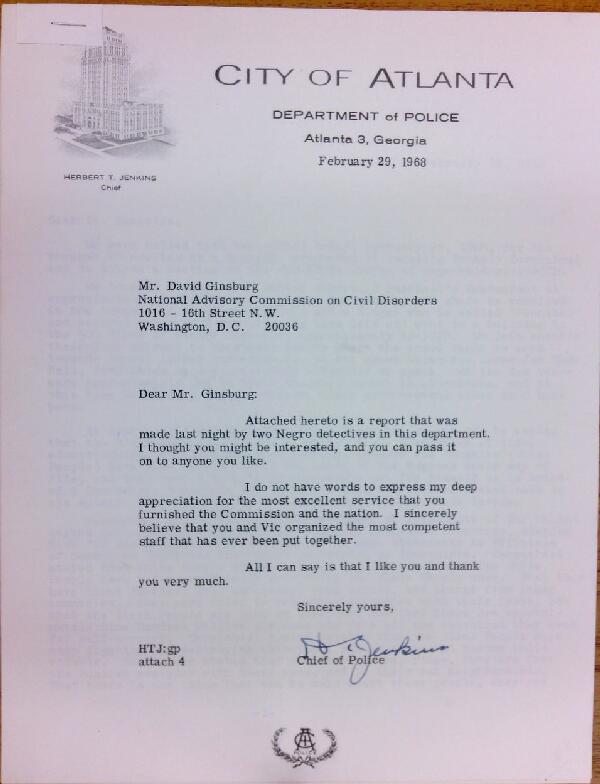 CITY OF ATLANTA
DEPARTMENT of POLICE
Atlanta 3, Georgia
February 29, 1968
HERBERT T. JENKINS
Chief
Mr. David Ginsburg
National Advisory Commission on Civil Disorders
1016 - 16th Street N.W.
Washington, D.C. 20036
Dear Mr. Ginsburg:
Attached hereto is a report that was
made last night by two Negro detectives in this department.
I thought you might be interested, and you can pass it
on to anyone you like.
I do not have words to express my deep
appreciation for the most excellent service that you
furnished the Commission and the nation. I sincerely
believe that you and Vic organized the most competent
staff that has ever been put together.
All I can say is that I like you and thank
you very much.
Sincerely yours,
H T Jenkins
HTJ:gp
attach 4
Chief of Police
POLICE